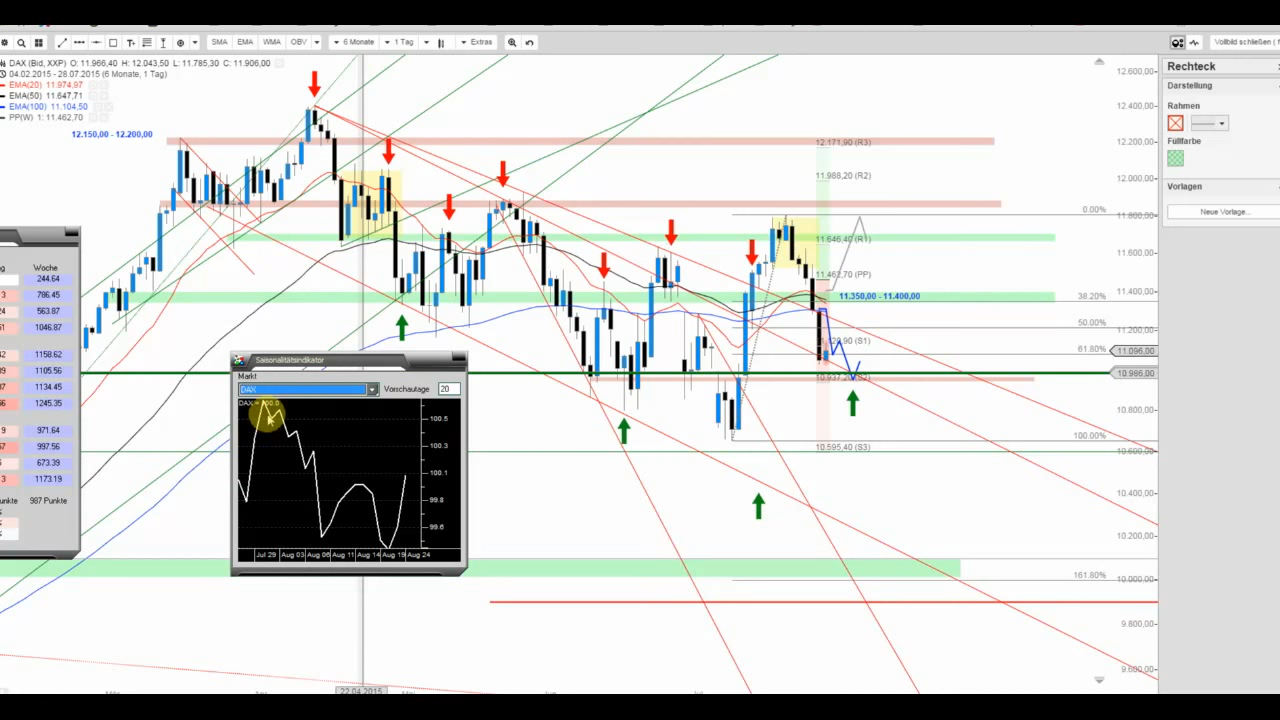 SMA EMA WMA OBV 6 Monate 1 Tag Extras
Vollbild schließen ( f
DAX (Bid, XXP) O: 11.966,40 H: 12.043,50 L: 11.785,30 C: 11.906,00
04.02.2015 - 28.07.2015 (6 Monate, 1 Tag)
EMA(20) 11.974,97
EMA(50) 11.647,71
EMA(100) 11.104,50
PP(W) 1: 11.462,70
12.150,00 - 12.200,00
12.171,90 (R3)
11.988,20 (R2)
11.646,40 (R1)
11.462,70 (PP)
11.350,00 - 11.400,00
10.937,20 (S2)
10.595,40 (S3)
0.00%
38.20%
50.00%
61.80%
100.00%
161.80%
12.600,00
12.400,00
12.200,00
12.000,00
11.800,00
11.600,00
11.400,00
11.200,00
11.096,00
10.986,00
10.800,00
10.600,00
10.400,00
10.200,00
10.000,00
9.800,00
9.600,00
Rechteck
Darstellung
Rahmen
Füllfarbe
Vorlagen
Neue Vorlage...
Woche
244.64
3 786.45
563.87
1046.87
1158.62
1105.56
1134.45
1245.35
9 971.64
997.56
673.39
3 1173.19
987 Punkte
Saisonalitätsindikator
Markt
DAX Vorschautage 20
100.5
100.3
100.1
99.8
99.6
Jul 29 Aug 03 Aug 06 Aug 11 Aug 14 Aug 19 Aug 24
22.04.2015